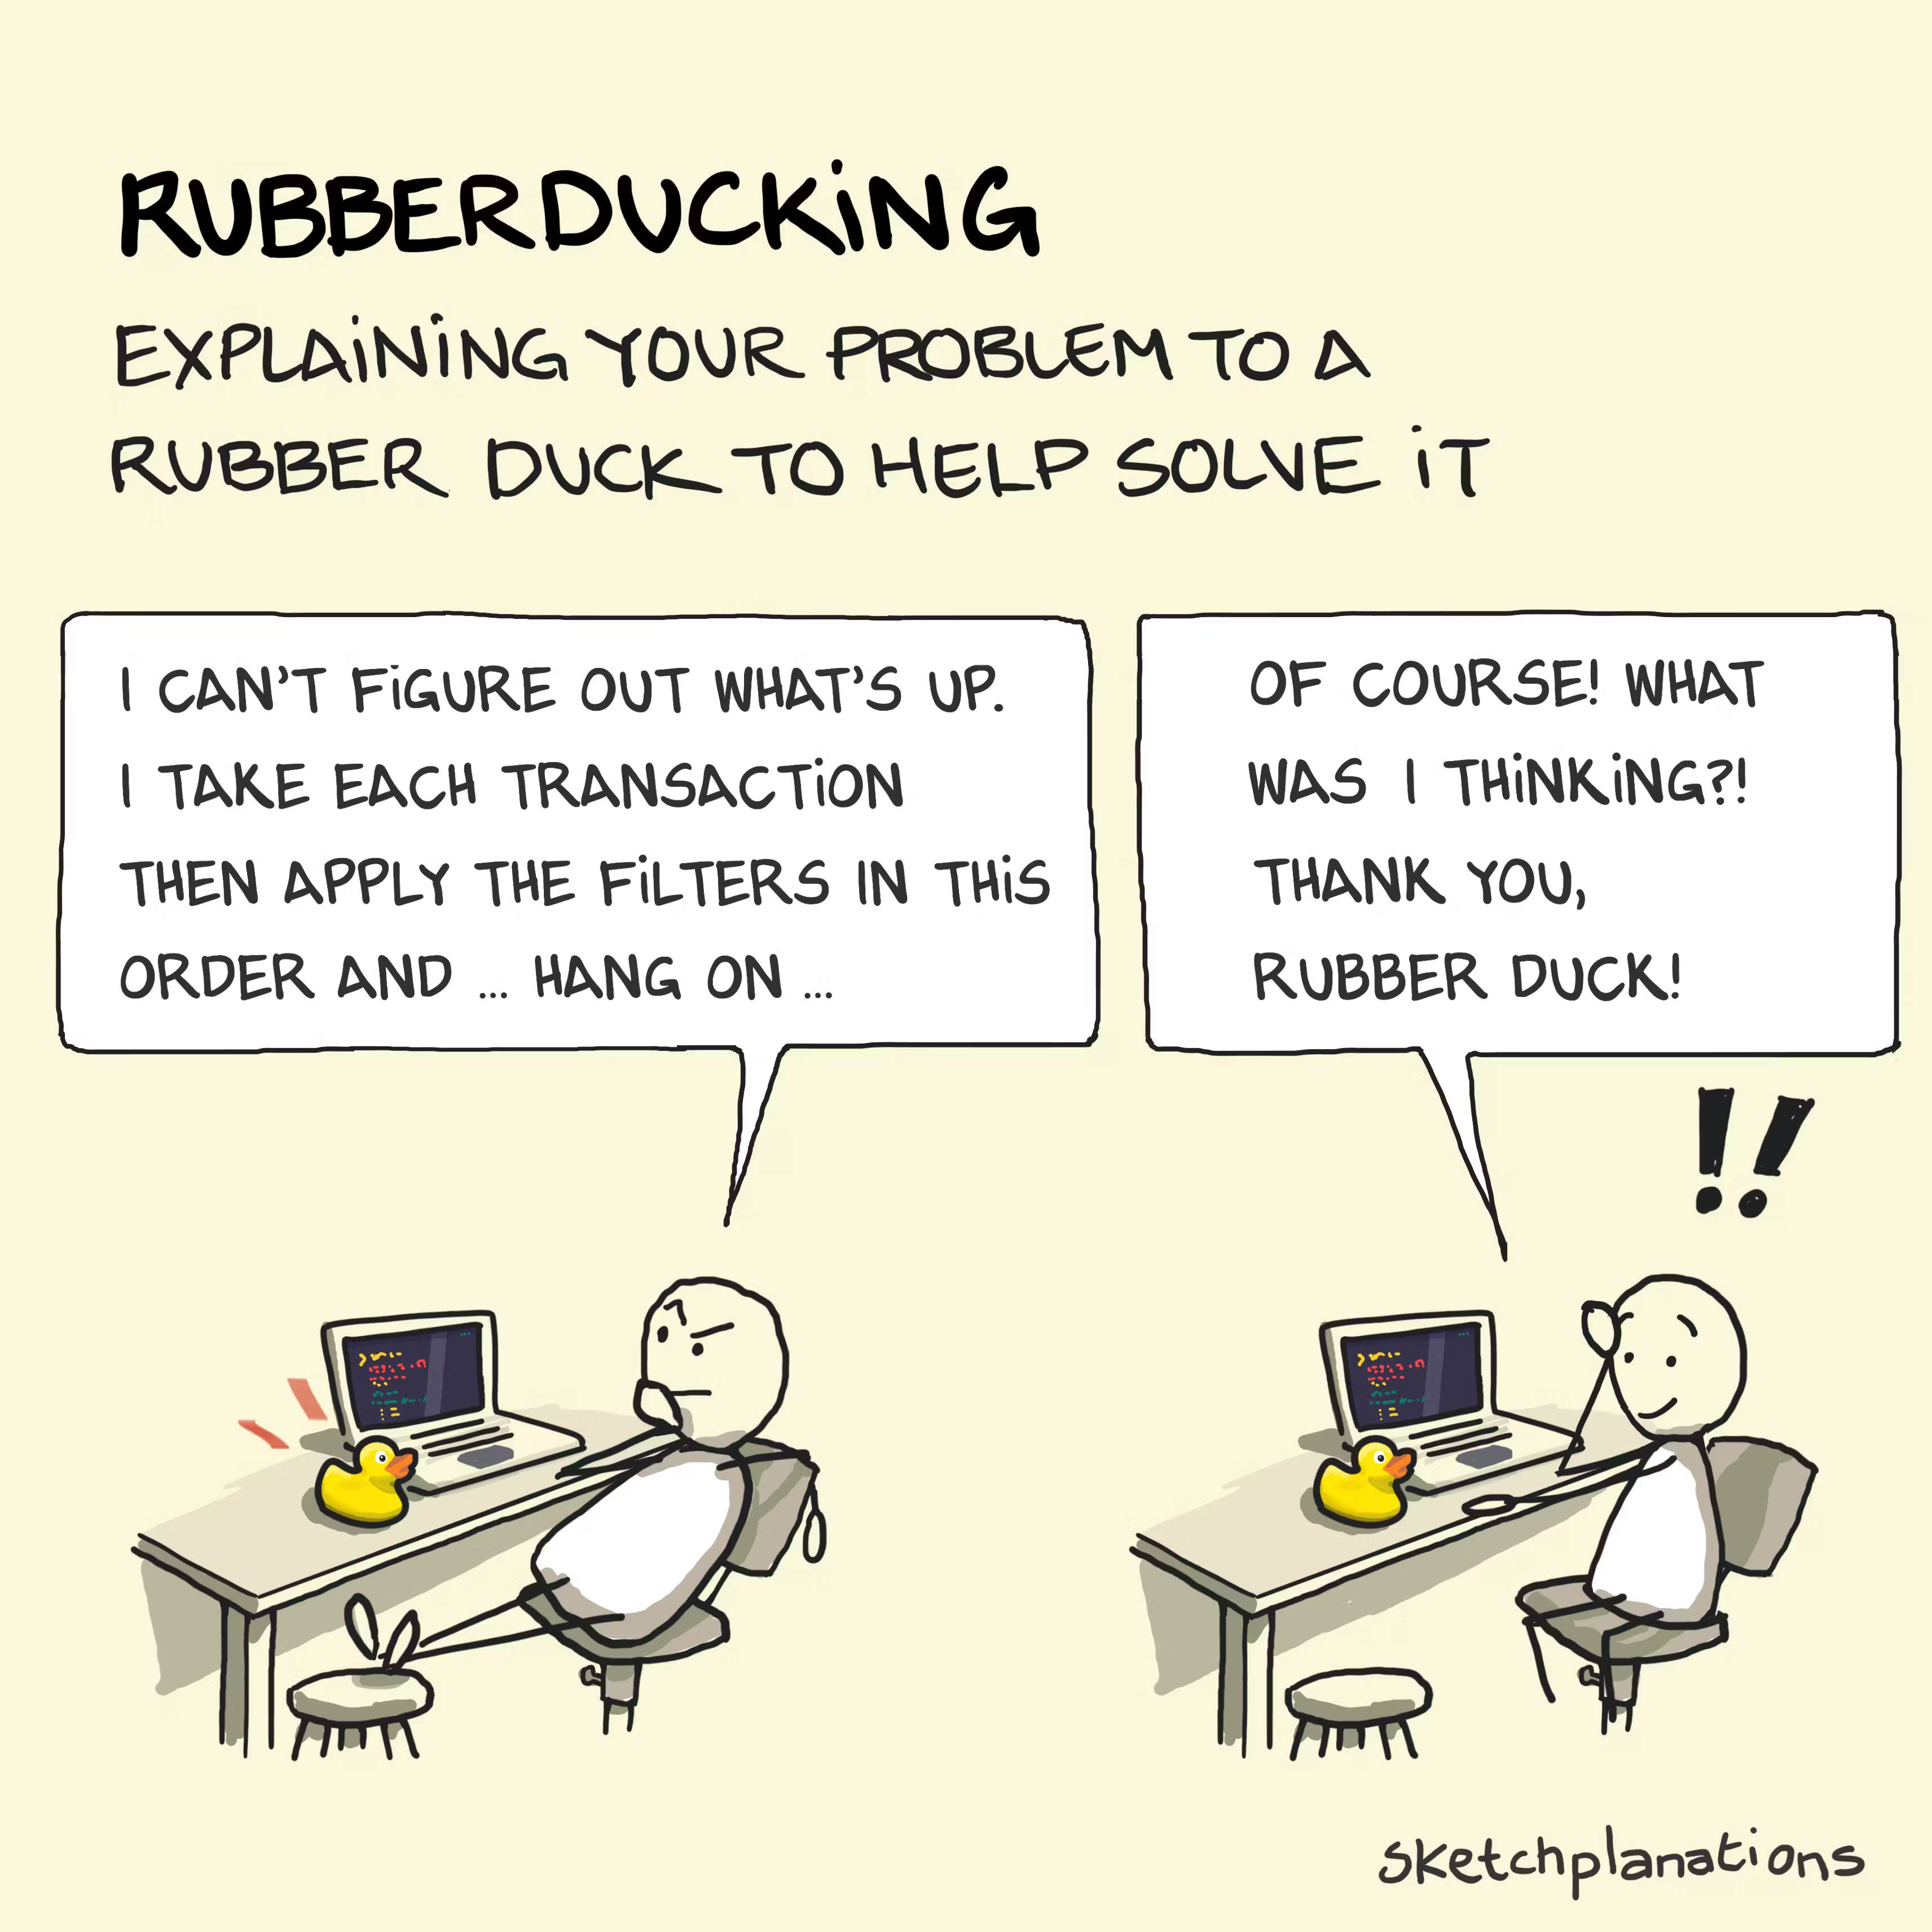 RUBBERDUCKING
EXPLAINING YOUR PROBLEM TO A
RUBBER DUCK TO HELP SOLVE IT
I CAN'T FIGURE OUT WHAT'S UP.
I TAKE EACH TRANSACTION
THEN APPLY THE FILTERS IN THIS
ORDER AND ... HANG ON ...
OF COURSE! WHAT
WAS I THINKING?!
THANK YOU,
RUBBER DUCK!
!!
sketchplanations